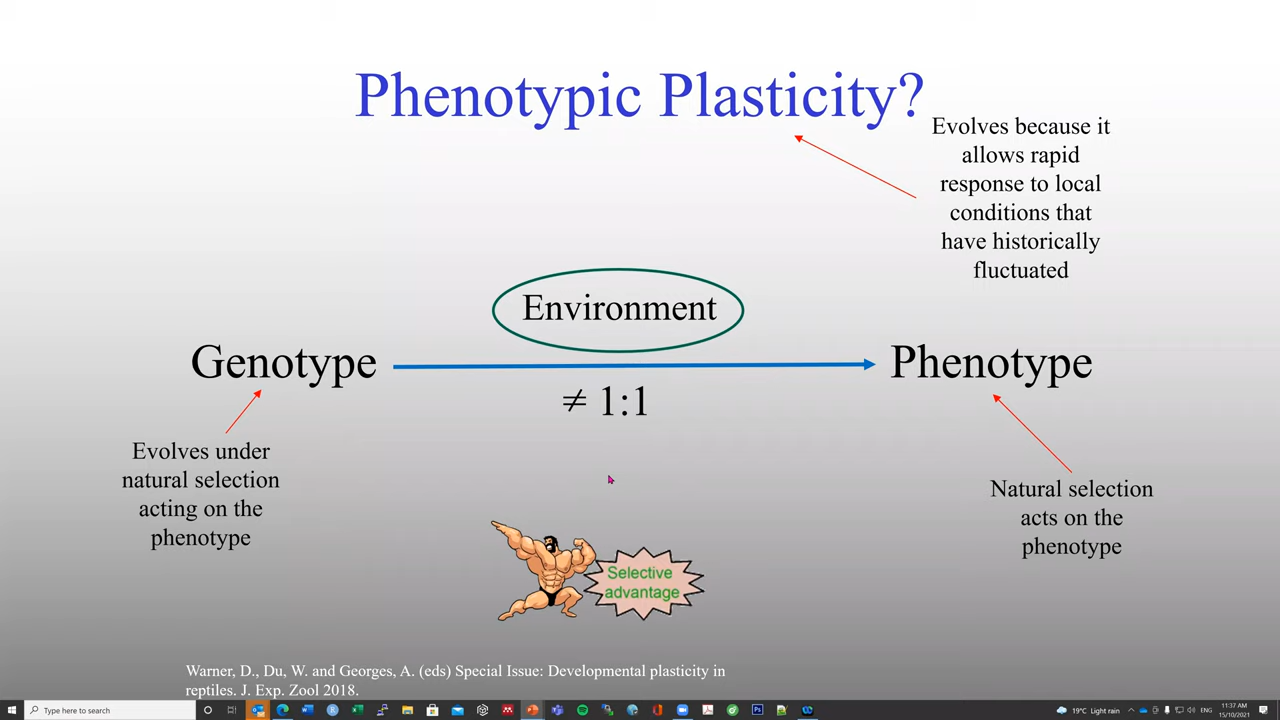 Phenotypic Plasticity?
Evolves because it
allows rapid
response to local
conditions that
have historically
fluctuated
Environment
Genotype
Phenotype
≠ 1:1
Evolves under
natural selection
acting on the
phenotype
Natural selection
acts on the
phenotype
Selective
advantage
Warner, D., Du, W. and Georges, A. (eds) Special Issue: Developmental plasticity in
reptiles. J. Exp. Zool 2018.
Type here to search
19°C Light rain
ENG
11:37 AM
15/10/2021